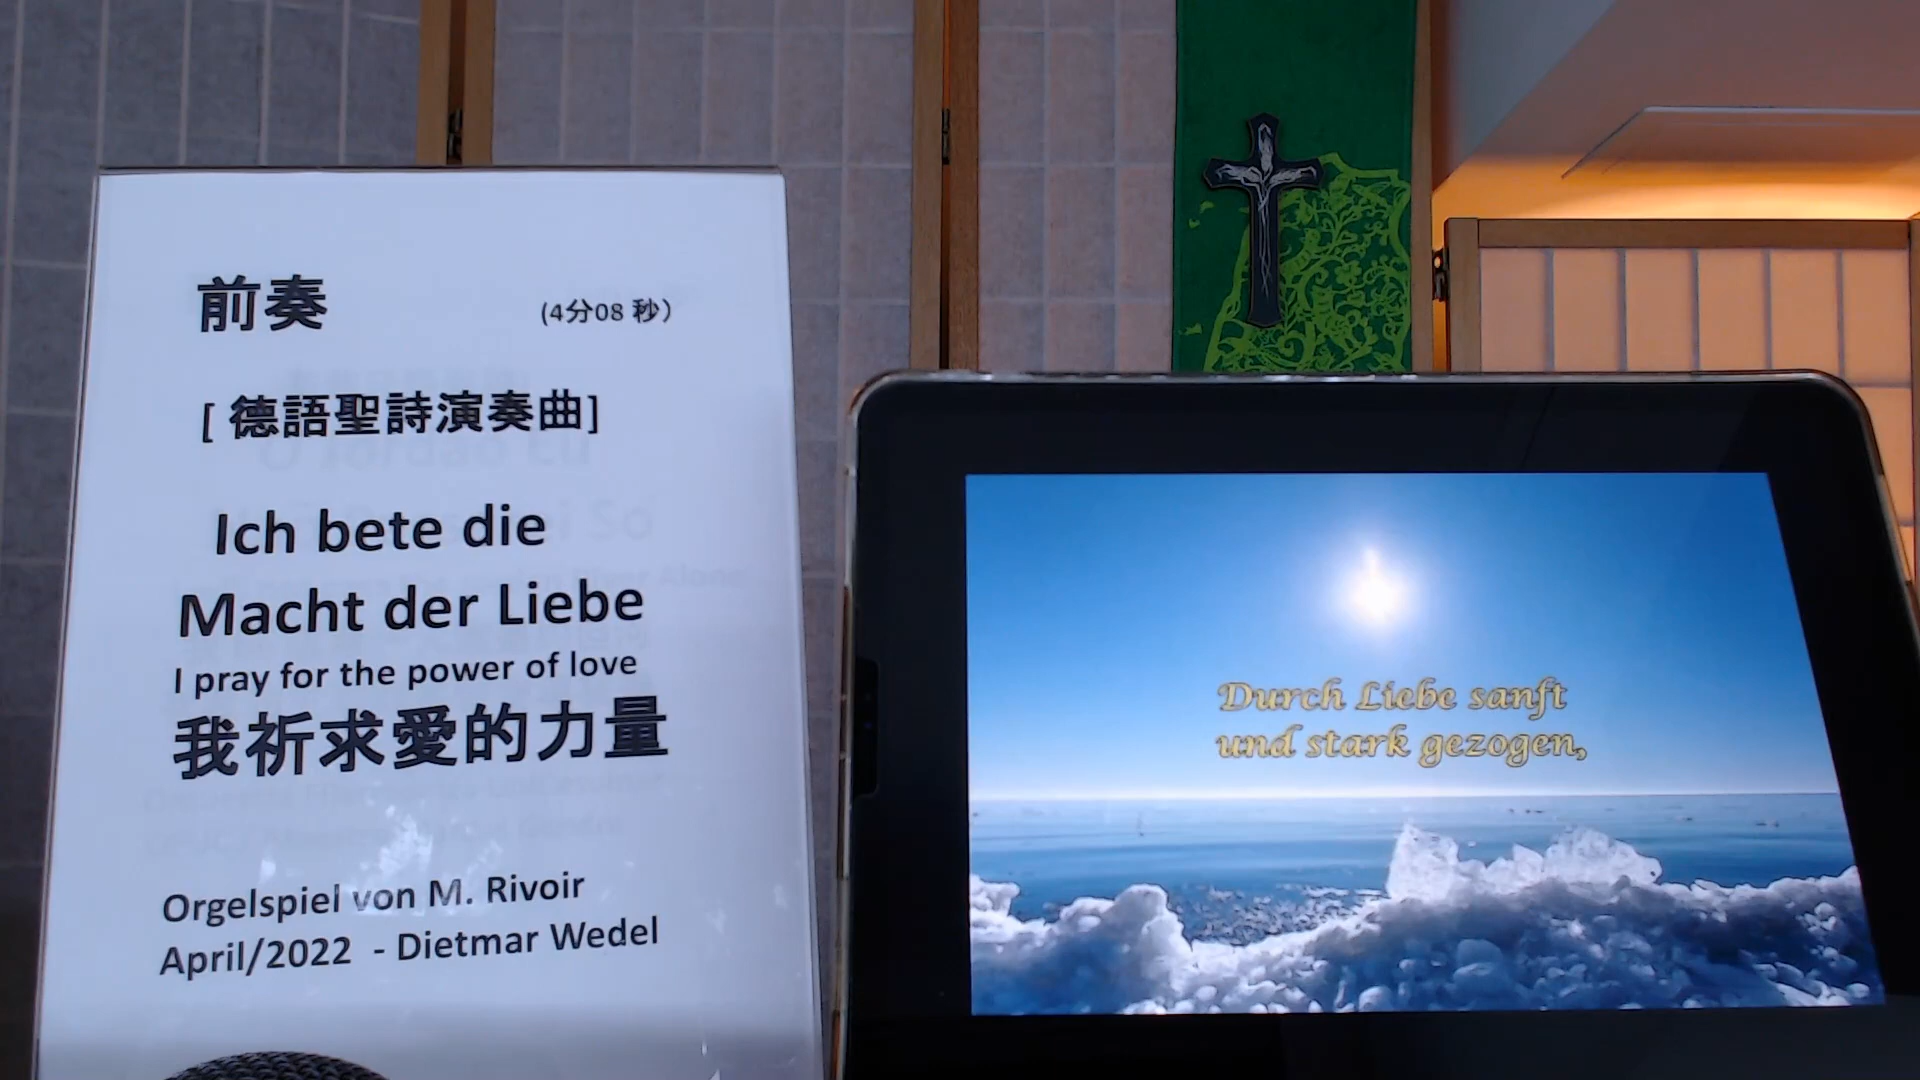 前奏 (4分08 秒)
[ 德語聖詩演奏曲]
Ich bete die
Macht der Liebe
I pray for the power of love
我祈求愛的力量
Orgelspiel von M. Rivoir
April/2022 - Dietmar Wedel
Durch Liebe sanft
und stark gezogen,